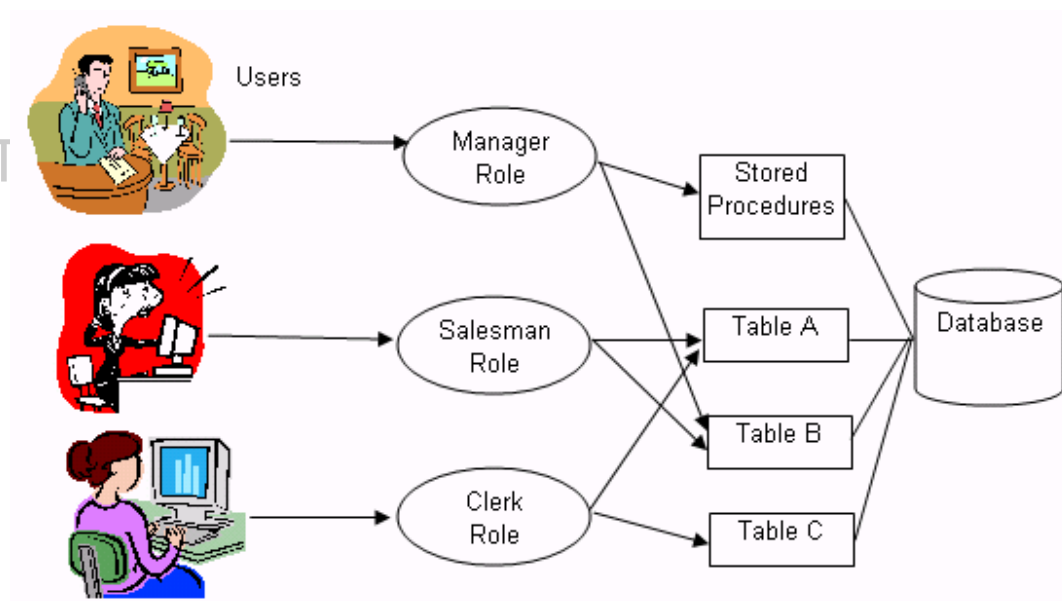 Users
Manager
Role
Stored
Procedures
Salesman
Role
Table A
Database
Table B
Clerk
Role
Table C